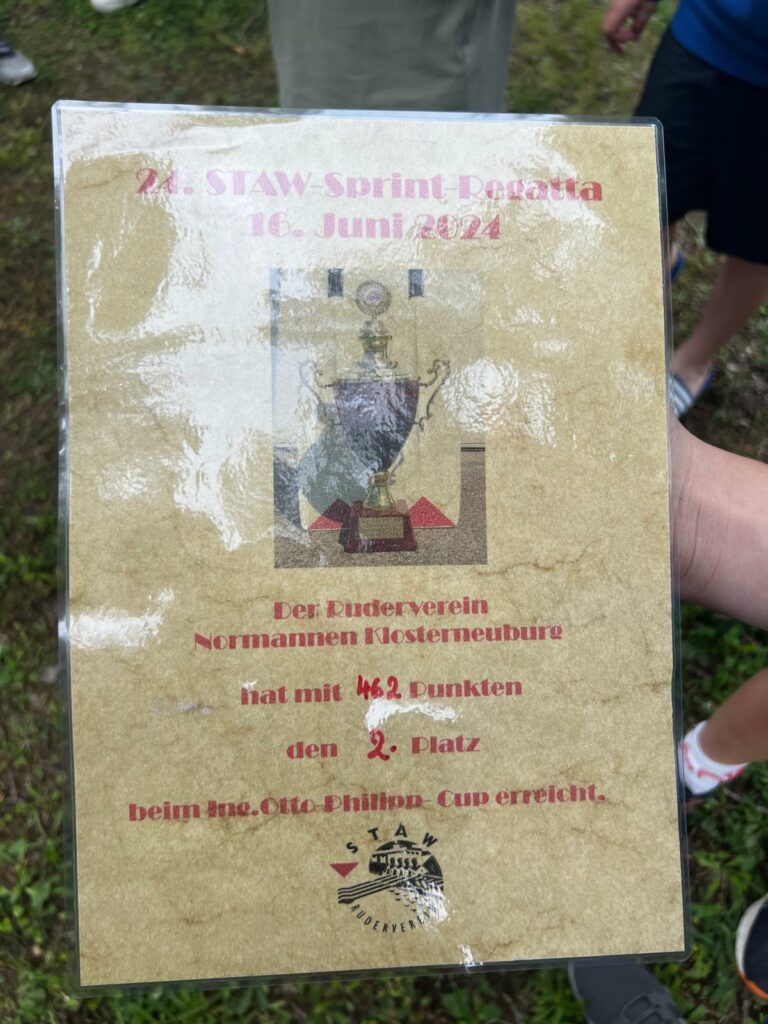 24. STAW-Sprint-Regatta
16. Juni 2024
Der Ruderverein
Normannen Klosterneuburg
hat mit 462 Punkten
den 2. Platz
beim Ing.Otto-Philipp- Cup erreicht.
STAW
RUDERVEREIN